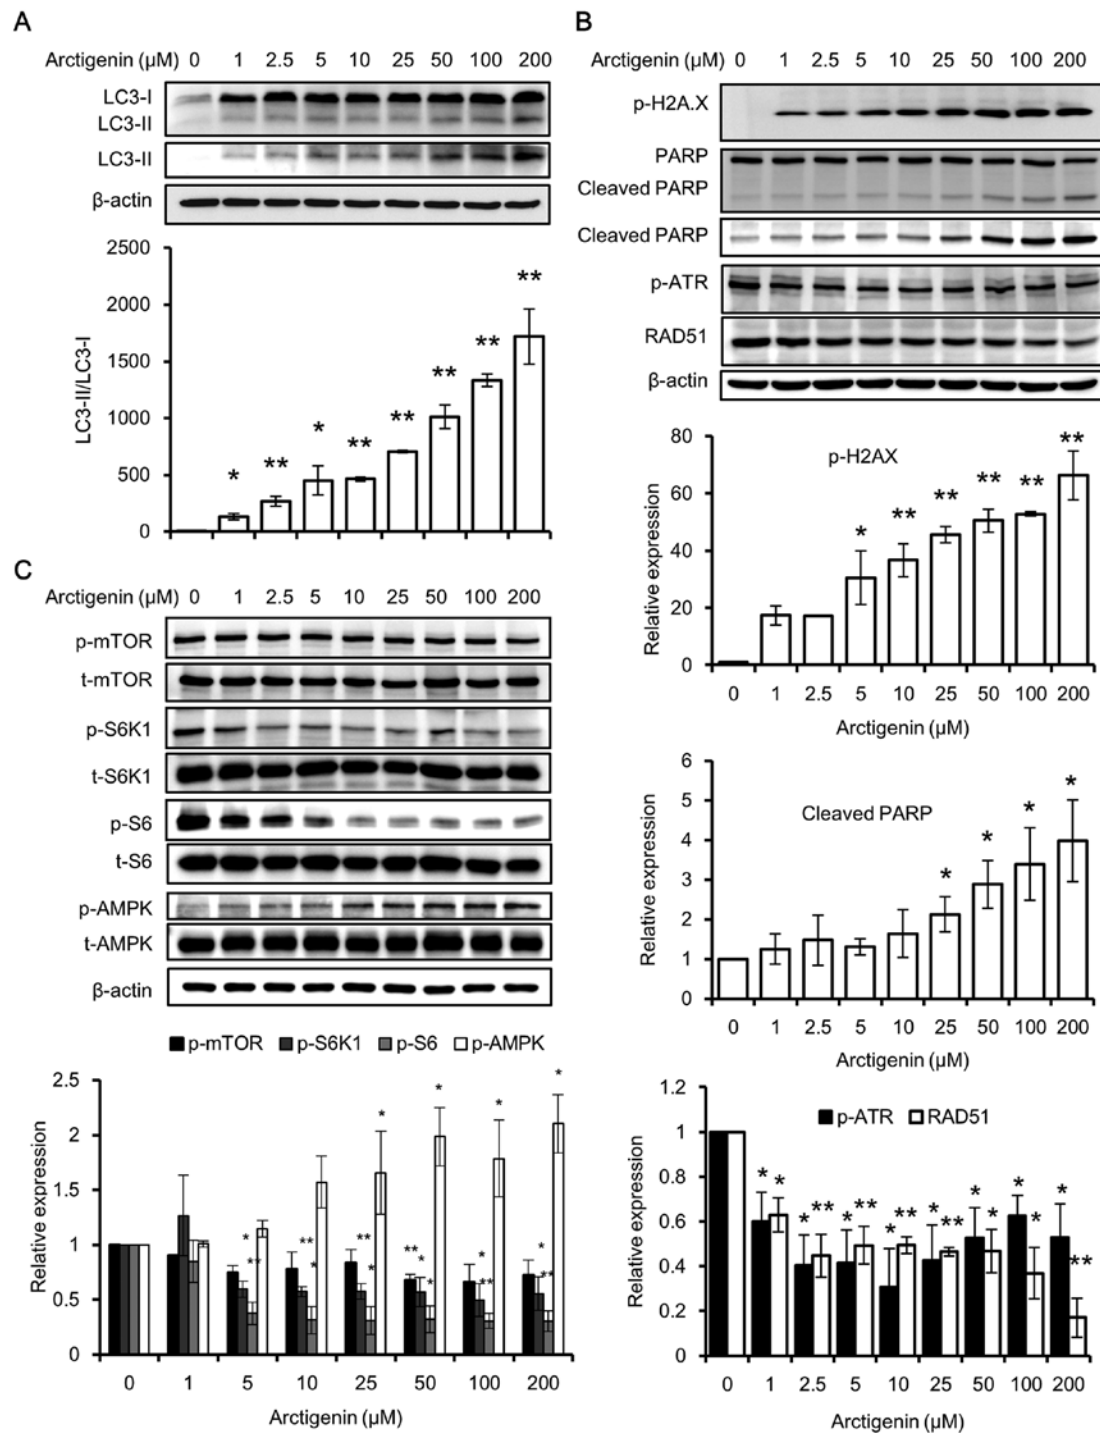 A
Arctigenin (µM) 0 1 2.5 5 10 25 50 100 200
LC3-I
LC3-II
LC3-II
β-actin
2500
2000
1500
1000
500
0
LC3-II/LC3-I
* ** * ** ** ** ** **
B
Arctigenin (µM) 0 1 2.5 5 10 25 50 100 200
p-H2A.X
PARP
Cleaved PARP
Cleaved PARP
p-ATR
RAD51
β-actin
p-H2AX
80
60
40
20
0
Relative expression
* ** ** ** ** **
0 1 2.5 5 10 25 50 100 200
Arctigenin (µM)
Cleaved PARP
6
5
4
3
2
1
0
Relative expression
* * * *
0 1 2.5 5 10 25 50 100 200
Arctigenin (µM)
p-ATR RAD51
1.2
1
0.8
0.6
0.4
0.2
0
Relative expression
* * * ** * ** * ** * ** * * * * * **
0 1 2.5 5 10 25 50 100 200
Arctigenin (µM)
C
Arctigenin (µM) 0 1 2.5 5 10 25 50 100 200
p-mTOR
t-mTOR
p-S6K1
t-S6K1
p-S6
t-S6
p-AMPK
t-AMPK
β-actin
p-mTOR p-S6K1 p-S6 p-AMPK
2.5
2
1.5
1
0.5
0
Relative expression
* ** ** * ** * * ** * * * * ** * * ** *
0 1 5 10 25 50 100 200
Arctigenin (µM)